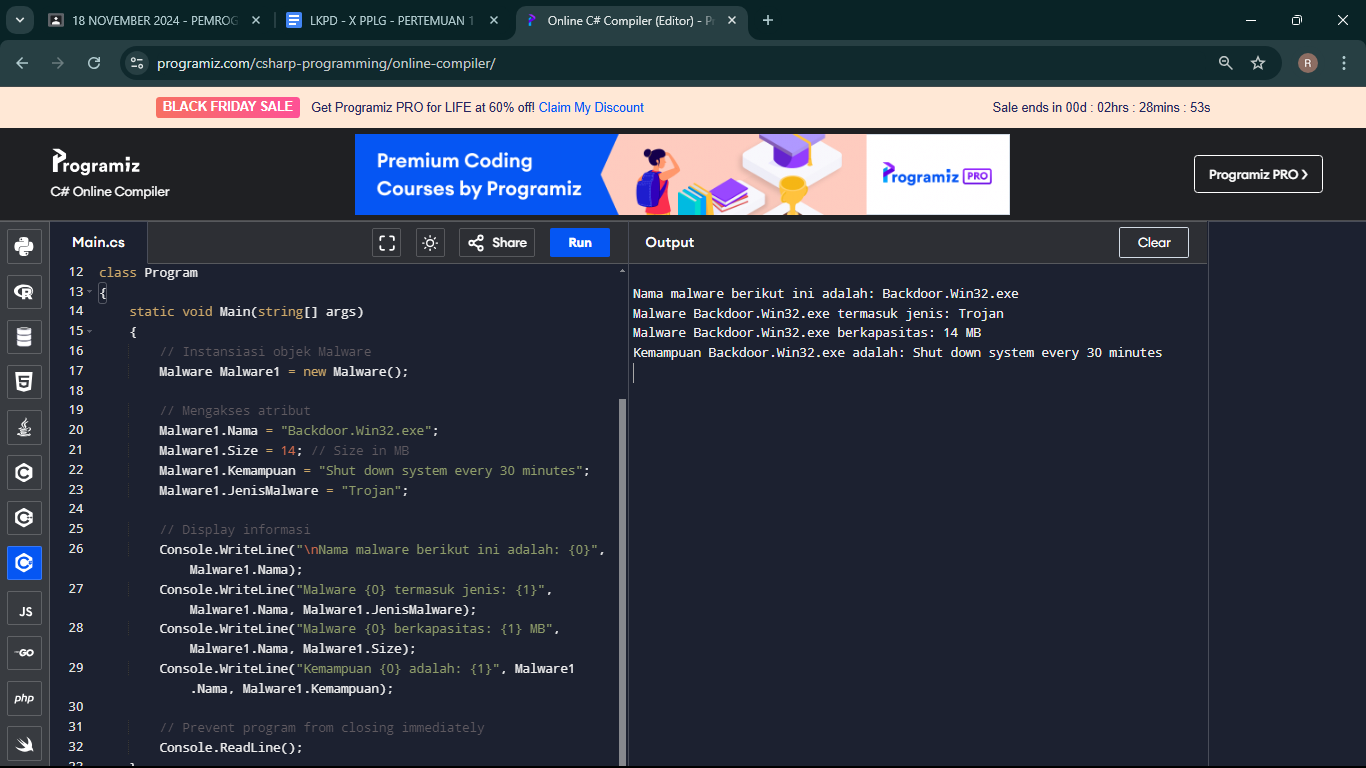 18 NOVEMBER 2024 - PEMROG
LKPD - X PPLG - PERTEMUAN 1
Online C# Compiler (Editor) - Pr
programiz.com/csharp-programming/online-compiler/
R
BLACK FRIDAY SALE Get Programiz PRO for LIFE at 60% off! Claim My Discount
Sale ends in 00d : 02hrs : 28mins : 53s
Programiz
C# Online Compiler
Premium Coding
Courses by Programiz
Programiz PRO
Programiz PRO
Main.cs
Share
Run
Output
Clear
12 class Program
13 {
14 static void Main(string[] args)
15 {
16 // Instansiasi objek Malware
17 Malware Malware1 = new Malware();
18
19 // Mengakses atribut
20 Malware1.Nama = "Backdoor.Win32.exe";
21 Malware1.Size = 14; // Size in MB
22 Malware1.Kemampuan = "Shut down system every 30 minutes";
23 Malware1.JenisMalware = "Trojan";
24
25 // Display informasi
26 Console.WriteLine("\nNama malware berikut ini adalah: {0}",
Malware1.Nama);
27 Console.WriteLine("Malware {0} termasuk jenis: {1}",
Malware1.Nama, Malware1.JenisMalware);
28 Console.WriteLine("Malware {0} berkapasitas: {1} MB",
Malware1.Nama, Malware1.Size);
29 Console.WriteLine("Kemampuan {0} adalah: {1}", Malware1
.Nama, Malware1.Kemampuan);
30
31 // Prevent program from closing immediately
32 Console.ReadLine();
Nama malware berikut ini adalah: Backdoor.Win32.exe
Malware Backdoor.Win32.exe termasuk jenis: Trojan
Malware Backdoor.Win32.exe berkapasitas: 14 MB
Kemampuan Backdoor.Win32.exe adalah: Shut down system every 30 minutes
JS
GO
php